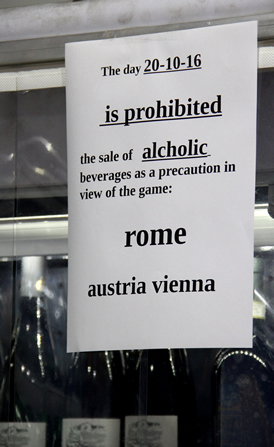 The day 20-10-16
is prohibited
the sale of alcholic
beverages as a precaution in
view of the game:
rome
austria vienna